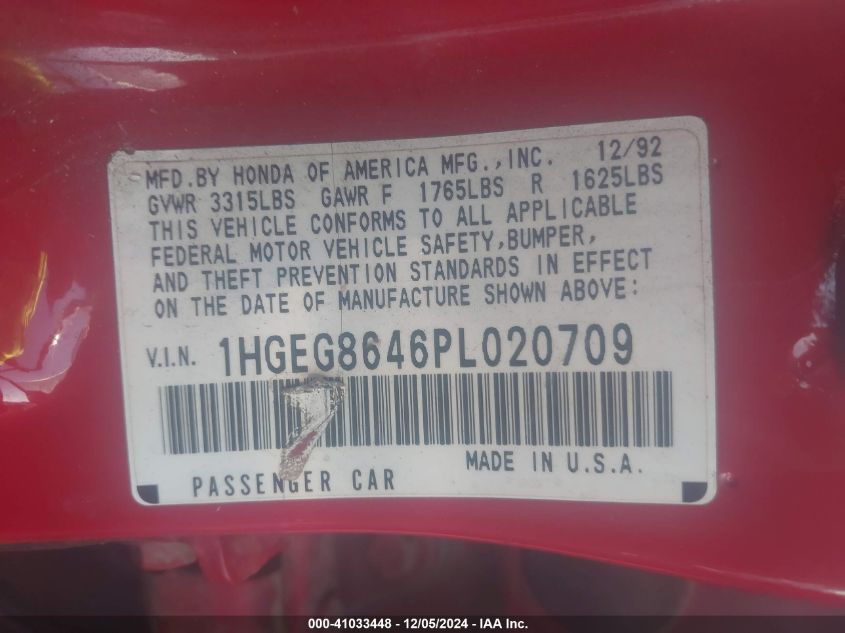 MFD.BY HONDA OF AMERICA MFG.,INC. 12/92
GVWR 3315LBS GAWR F 1765LBS R 1625LBS
THIS VEHICLE CONFORMS TO ALL APPLICABLE
FEDERAL MOTOR VEHICLE SAFETY,BUMPER,
AND THEFT PREVENTION STANDARDS IN EFFECT
ON THE DATE OF MANUFACTURE SHOWN ABOVE:
V.I.N. 1HGEG8646PL020709
PASSENGER CAR MADE IN U.S.A.
000-41033448 - 12/05/2024 - IAA Inc.